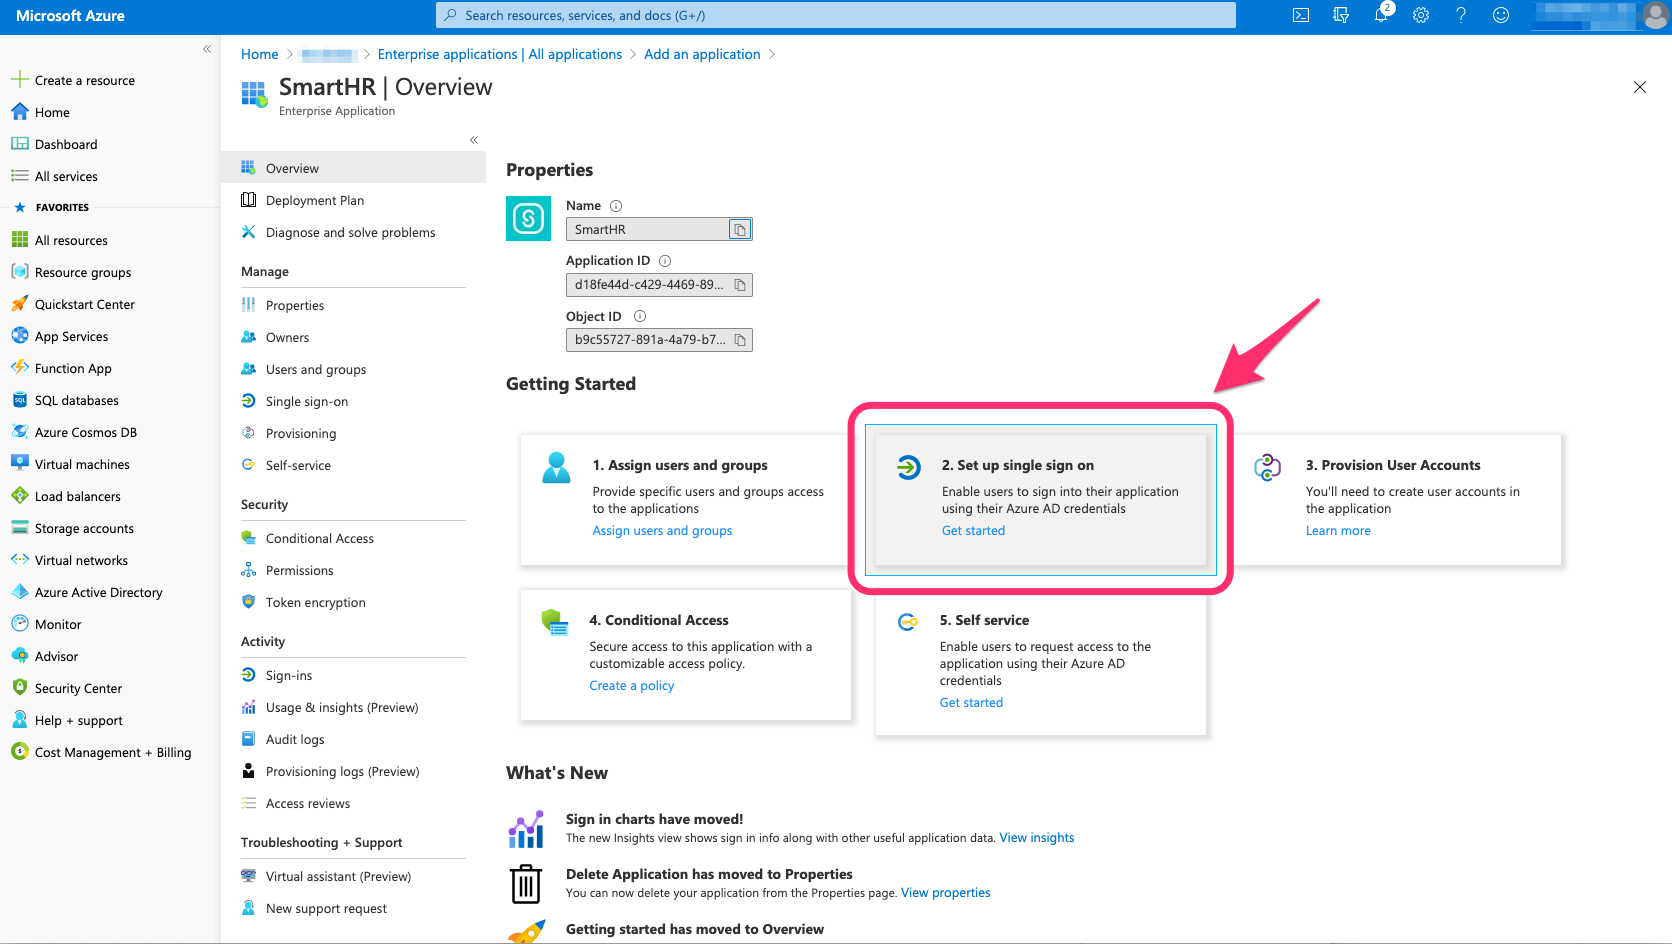 Microsoft Azure
Search resources, services, and docs (G+/)
2
Create a resource
Home
Dashboard
All services
FAVORITES
All resources
Resource groups
Quickstart Center
App Services
Function App
SQL databases
Azure Cosmos DB
Virtual machines
Load balancers
Storage accounts
Virtual networks
Azure Active Directory
Monitor
Advisor
Security Center
Help + support
Cost Management + Billing
Home > > Enterprise applications | All applications > Add an application >
SmartHR | Overview
Enterprise Application
Overview
Deployment Plan
Diagnose and solve problems
Manage
Properties
Owners
Users and groups
Single sign-on
Provisioning
Self-service
Security
Conditional Access
Permissions
Token encryption
Activity
Sign-ins
Usage & insights (Preview)
Audit logs
Provisioning logs (Preview)
Access reviews
Troubleshooting + Support
Virtual assistant (Preview)
New support request
Properties
Name
SmartHR
Application ID
d18fe44d-c429-4469-89...
Object ID
b9c55727-891a-4a79-b7...
Getting Started
1. Assign users and groups
Provide specific users and groups access
to the applications
Assign users and groups
2. Set up single sign on
Enable users to sign into their application
using their Azure AD credentials
Get started
3. Provision User Accounts
You'll need to create user accounts in
the application
Learn more
4. Conditional Access
Secure access to this application with a
customizable access policy.
Create a policy
5. Self service
Enable users to request access to the
application using their Azure AD
credentials
Get started
What's New
Sign in charts have moved!
The new Insights view shows sign in info along with other useful application data. View insights
Delete Application has moved to Properties
You can now delete your application from the Properties page. View properties
Getting started has moved to Overview